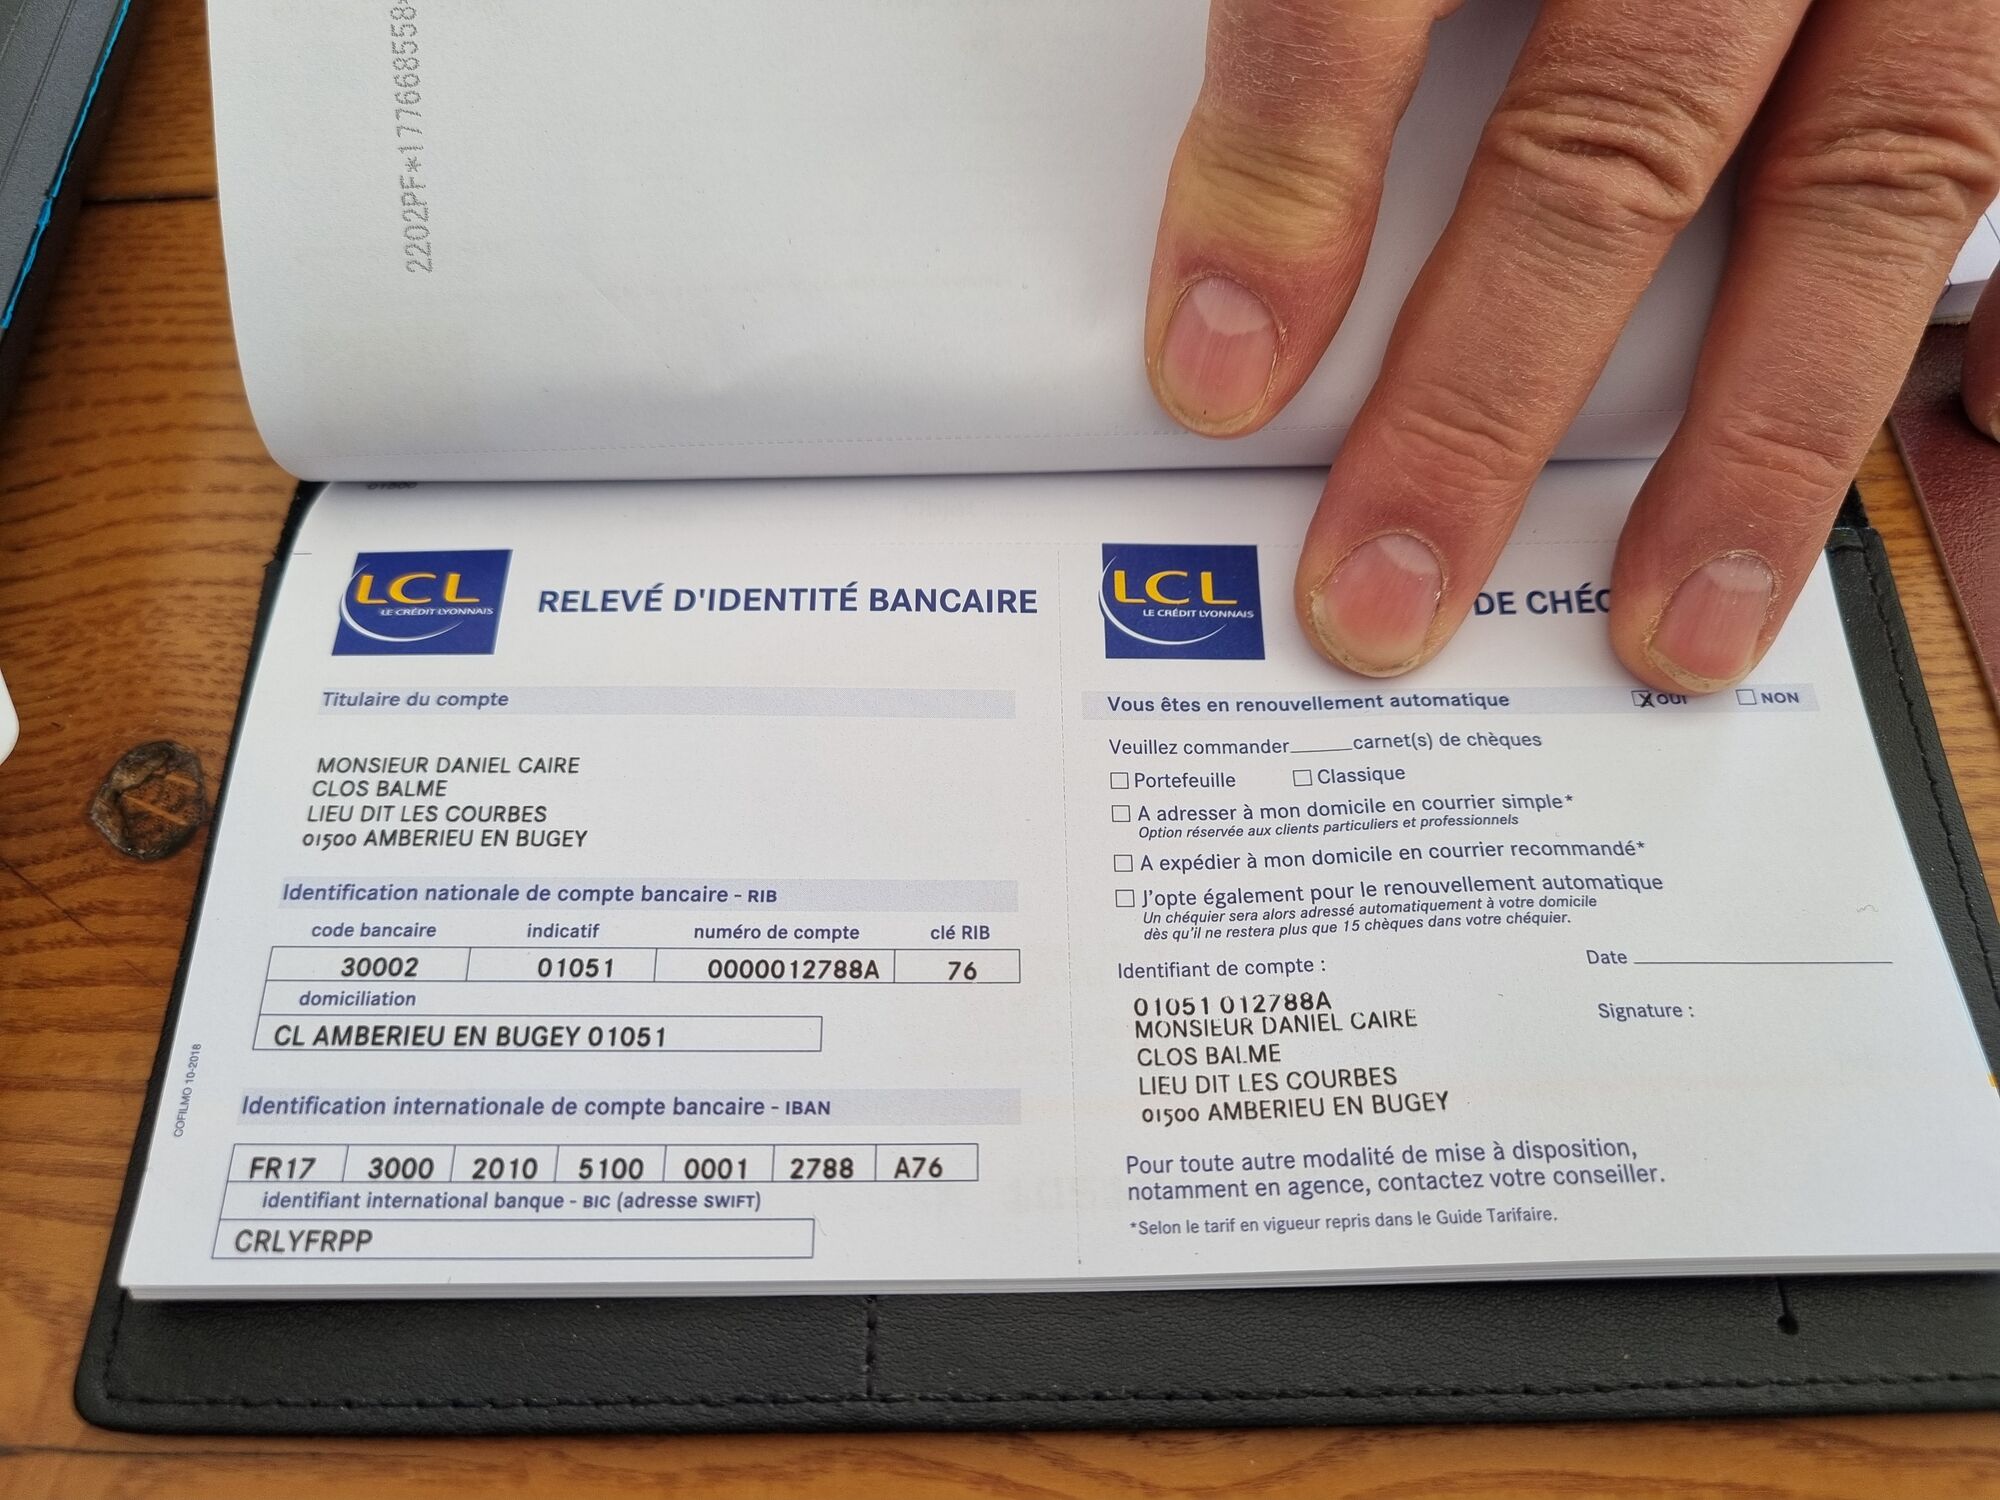 2202PF*177668558
LCL
LE CRÉDIT LYONNAIS
RELEVÉ D'IDENTITÉ BANCAIRE
Titulaire du compte
MONSIEUR DANIEL CAIRE
CLOS BALME
LIEU DIT LES COURBES
01500 AMBERIEU EN BUGEY
Identification nationale de compte bancaire - RIB
code bancaire indicatif numéro de compte clé RIB
30002 01051 0000012788A 76
domiciliation
CL AMBERIEU EN BUGEY 01051
Identification internationale de compte bancaire - IBAN
FR17 3000 2010 5100 0001 2788 A76
identifiant international banque - BIC (adresse SWIFT)
CRLYFRPP
COFILMO 10-2018
LCL
LE CRÉDIT LYONNAIS
DE CHÉQ
Vous êtes en renouvellement automatique OUI NON
Veuillez commander______carnet(s) de chèques
Portefeuille Classique
A adresser à mon domicile en courrier simple*
Option réservée aux clients particuliers et professionnels
A expédier à mon domicile en courrier recommandé*
J'opte également pour le renouvellement automatique
Un chéquier sera alors adressé automatiquement à votre domicile
dès qu'il ne restera plus que 15 chèques dans votre chéquier.
Identifiant de compte :
Date
01051 012788A
MONSIEUR DANIEL CAIRE
CLOS BALME
LIEU DIT LES COURBES
01500 AMBERIEU EN BUGEY
Signature :
Pour toute autre modalité de mise à disposition,
notamment en agence, contactez votre conseiller.
*Selon le tarif en vigueur repris dans le Guide Tarifaire.